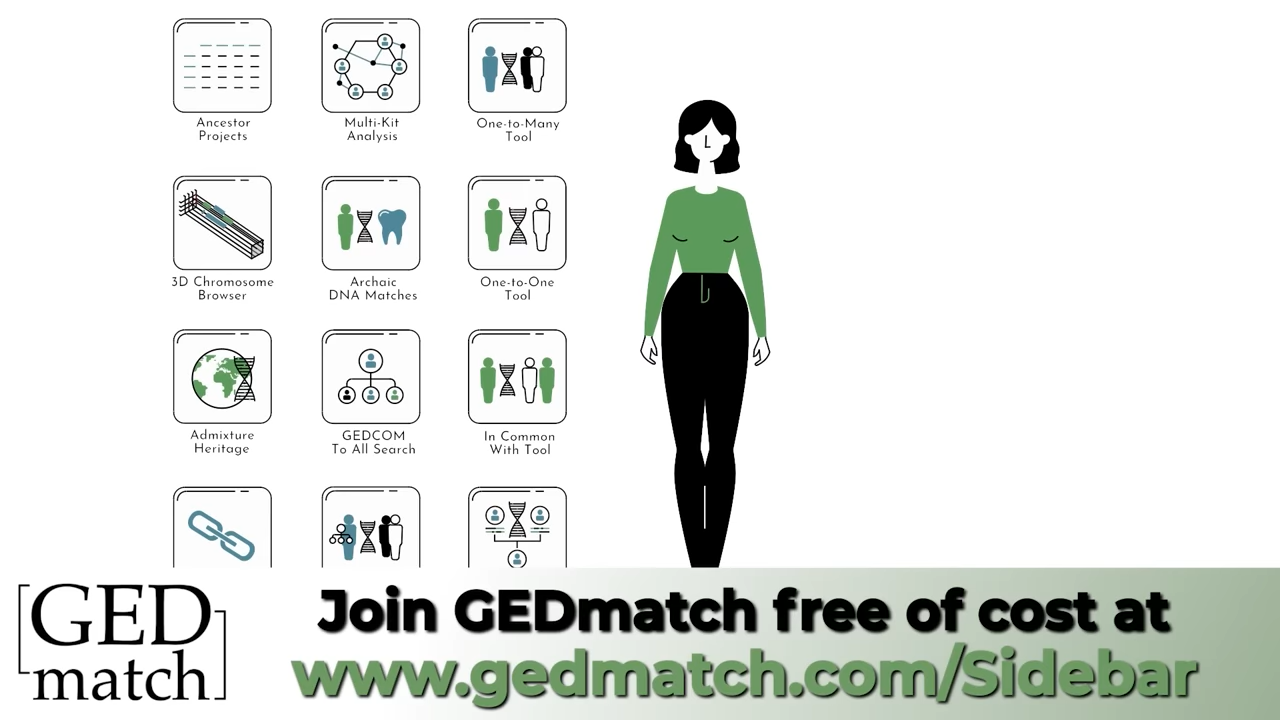 Ancestor
Projects
Multi-Kit
Analysis
One-to-Many
Tool
3D Chromosome
Browser
Archaic
DNA Matches
One-to-One
Tool
Admixture
Heritage
GEDCOM
To All Search
In Common
With Tool
GED
match
Join GEDmatch free of cost at
www.gedmatch.com/Sidebar